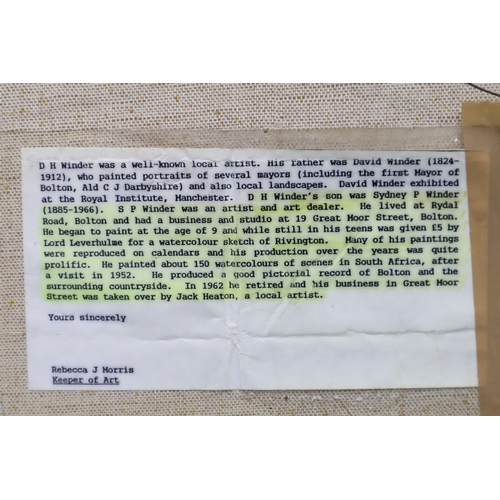 D H Winder was a well-known local artist. His father was David Winder (1824-
1912), who painted portraits of several mayors (including the first Mayor of
Bolton, Ald C J Darbyshire) and also local landscapes.  David Winder exhibited
at the Royal Institute, Manchester.  D H Winder's son was Sydney P Winder
(1885-1966).  S P Winder was an artist and art dealer.  He lived at Rydal
Road, Bolton and had a business and studio at 19 Great Moor Street, Bolton.
He began to paint at the age of 9 and while still in his teens was given £5 by
Lord Leverhulme for a watercolour sketch of Rivington.  Many of his paintings
were reproduced on calendars and his production over the years was quite
prolific.  He painted about 150 watercolours of scenes in South Africa, after
a visit in 1952.  He produced a good pictorial record of Bolton and the
surrounding countryside.  In 1962 he retired and his business in Great Moor
Street was taken over by Jack Heaton, a local artist.
Yours sincerely
Rebecca J Morris
Keeper of Art